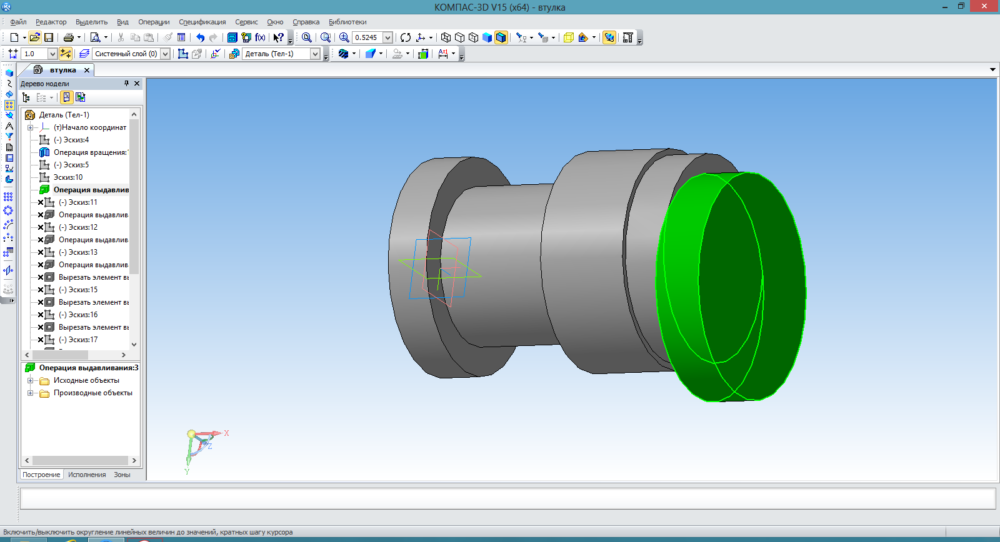 КОМПАС-3D V15 (x64) - втулка
Файл Редактор Выделить Вид Операции Спецификация Сервис Окно Справка Библиотеки
f(x) 0.5245
1.0 Системный слой (0) Деталь (Тел-1)
втулка
Дерево модели
Деталь (Тел-1)
(т)Начало координат
(-) Эскиз:4
Операция вращения:
(-) Эскиз:5
Эскиз:10
Операция выдавлив
(-) Эскиз:11
Операция выдавлив
(-) Эскиз:12
Операция выдавлив
(-) Эскиз:13
Операция выдавлив
Вырезать элемент в
(-) Эскиз:15
Вырезать элемент в
(-) Эскиз:16
Вырезать элемент в
(-) Эскиз:17
Операция выдавливания:3
Исходные объекты
Производные объекты
X
Z
Y
Построение Исполнения Зоны
Включить/выключить округление линейных величин до значений, кратных шагу курсора